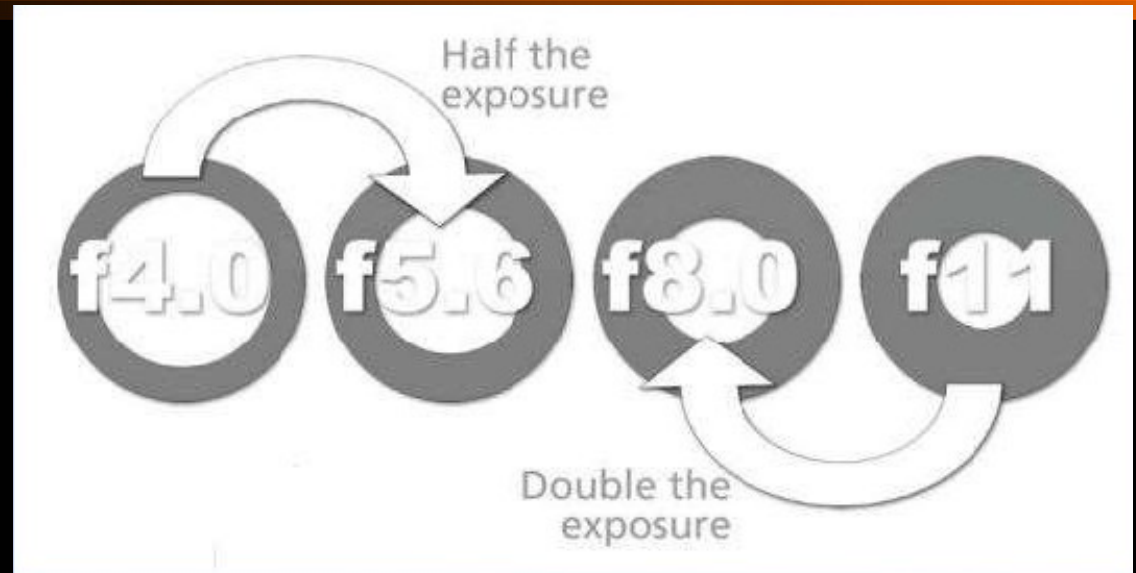 Half the
exposure
f4.0 f5.6 f8.0 f11
Double the
exposure